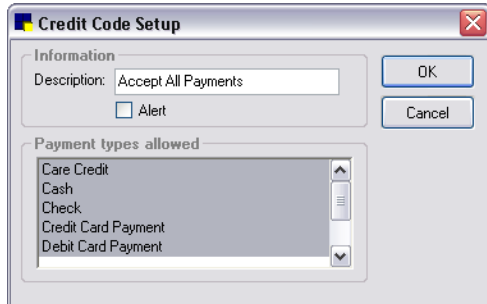 Credit Code Setup
Information
Description: Accept All Payments
Alert
OK
Cancel
Payment types allowed
Care Credit
Cash
Check
Credit Card Payment
Debit Card Payment